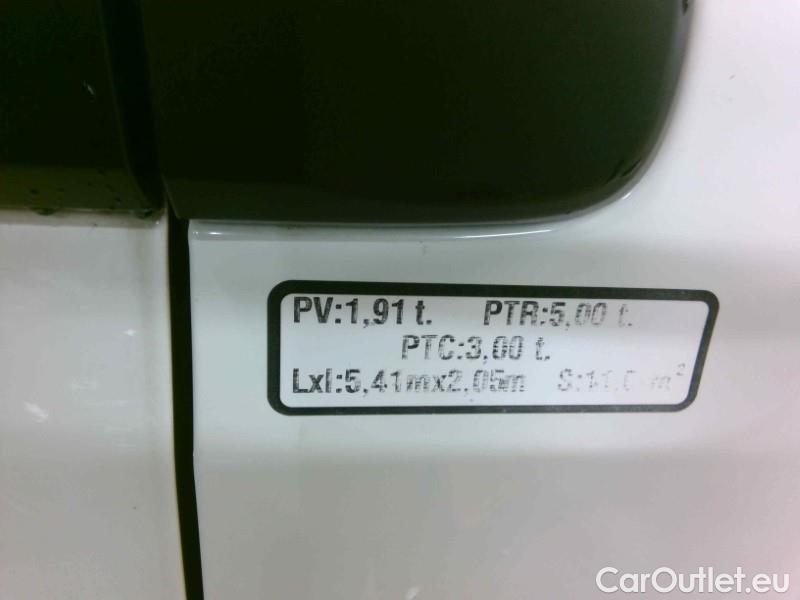 PV:1,91 t. PTR:5,00 t.
PTC:3,00 t.
Lxl:5,41mx2,05m
CarOutlet.eu